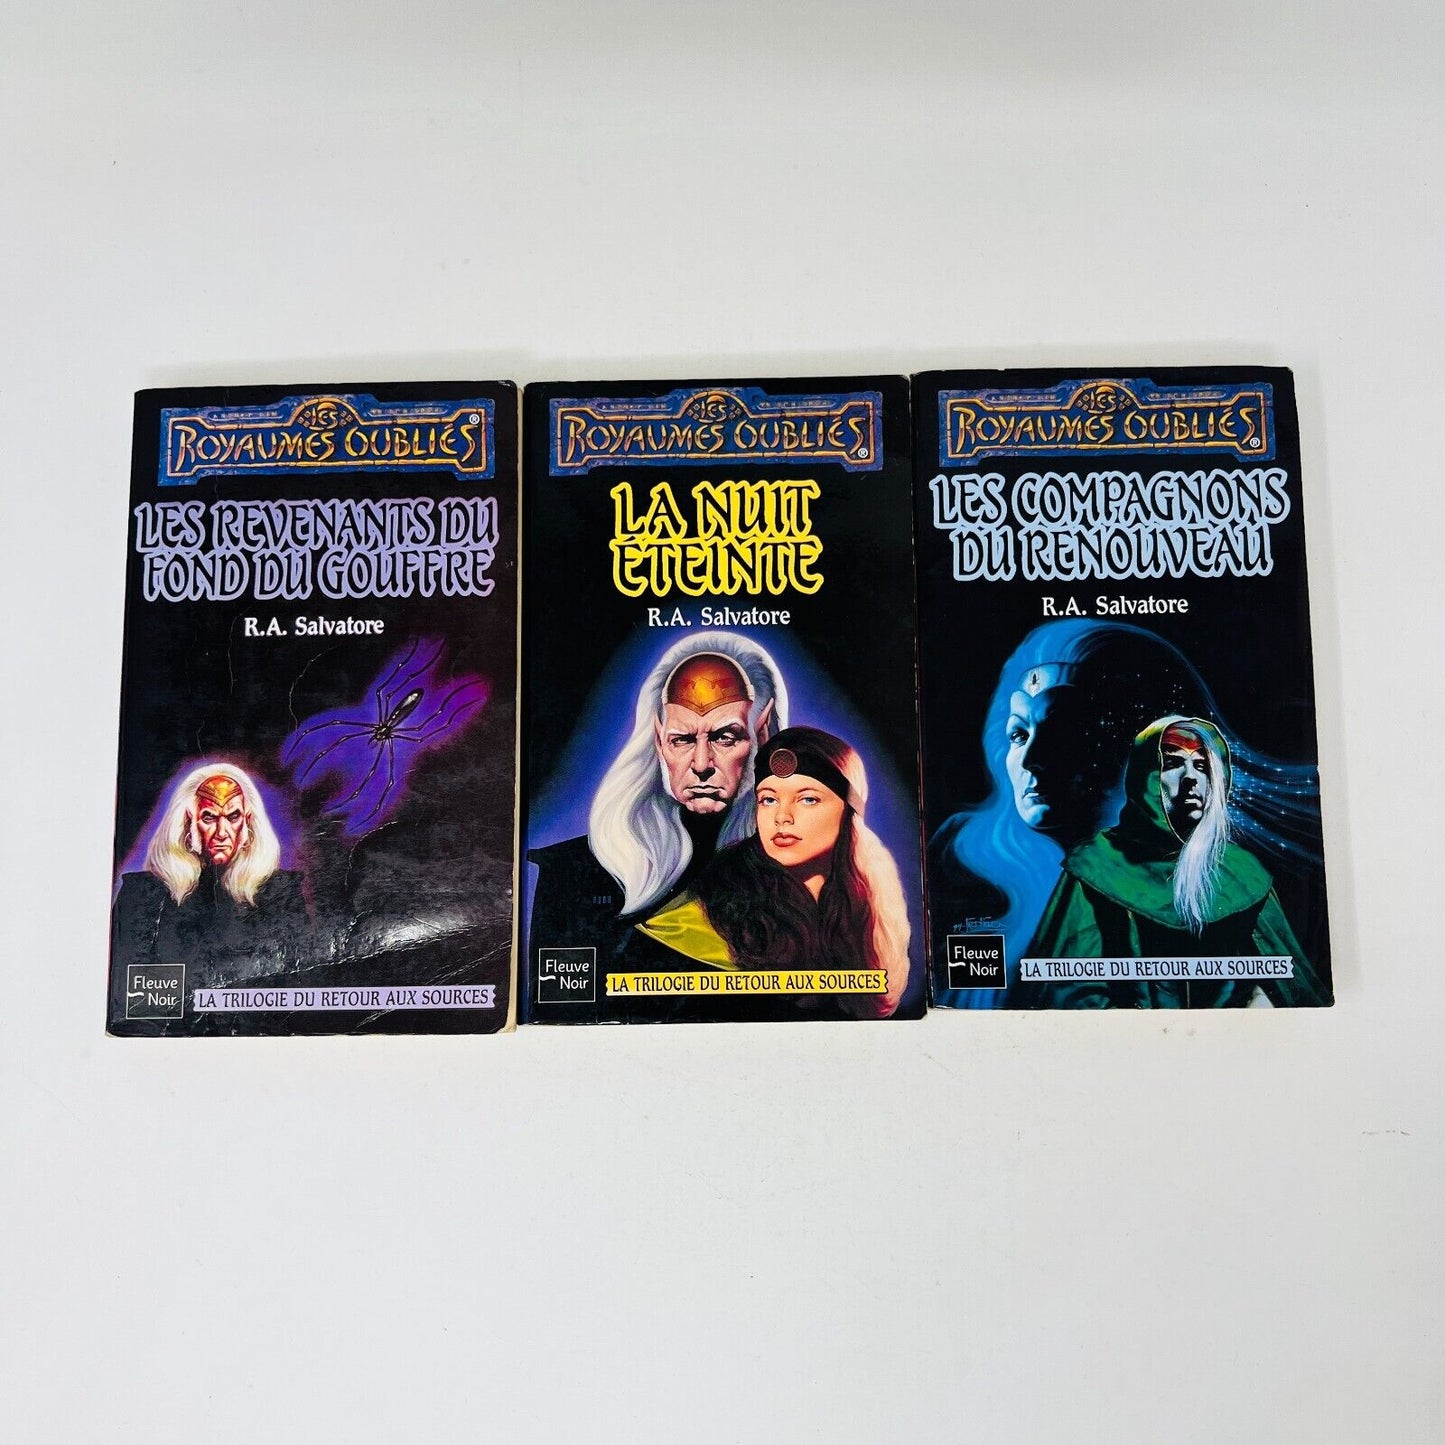 LES
ROYAUMES OUBLIÉS®
LES REVENANTS DU
FOND DU GOUFFRE
R.A. Salvatore
Fleuve
Noir
LA TRILOGIE DU RETOUR AUX SOURCES
LES
ROYAUMES OUBLIÉS®
LA NUIT
ÉTEINTE
R.A. Salvatore
Fleuve
Noir
LA TRILOGIE DU RETOUR AUX SOURCES
LES
ROYAUMES OUBLIÉS®
LES COMPAGNONS
DU RENOUVEAU
R.A. Salvatore
Fleuve
Noir
LA TRILOGIE DU RETOUR AUX SOURCES